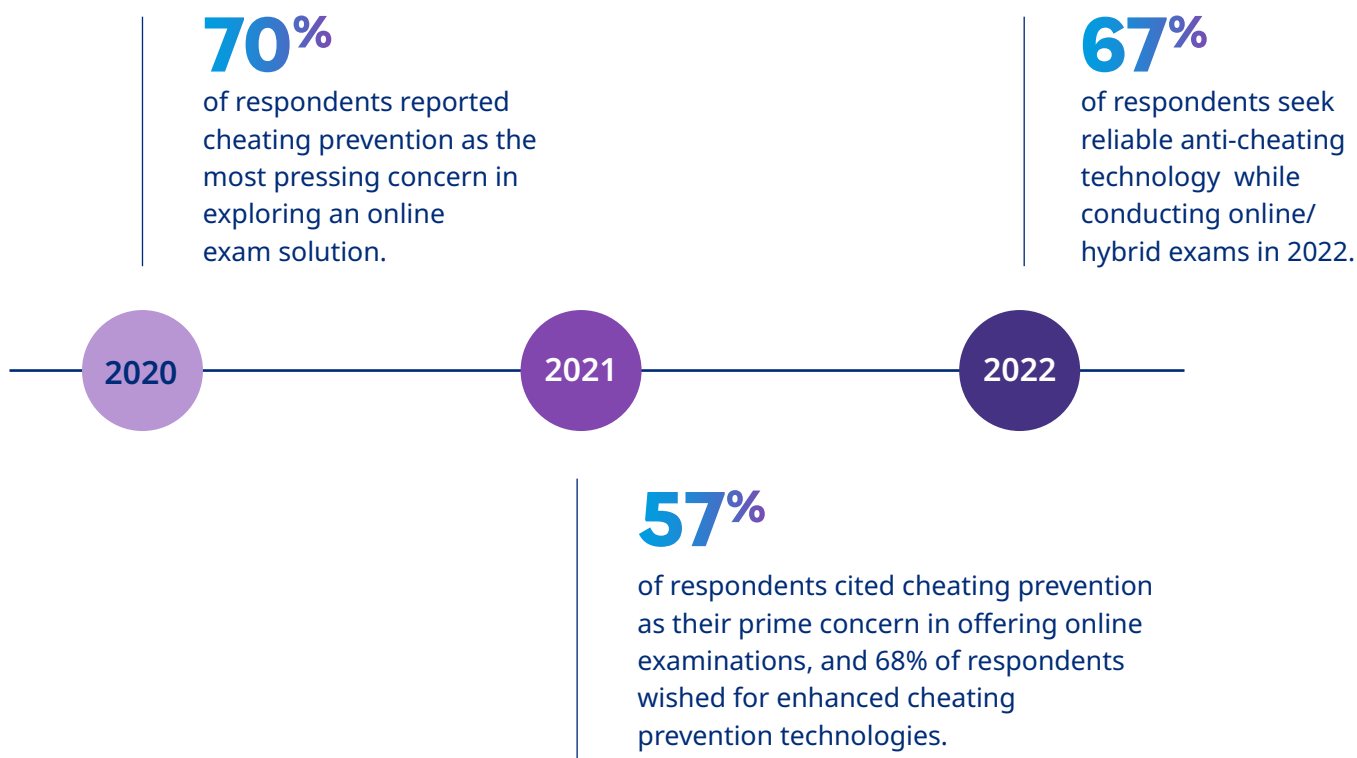 70%
of respondents reported
cheating prevention as the
most pressing concern in
exploring an online
exam solution.
67%
of respondents seek
reliable anti-cheating
technology  while
conducting online/
hybrid exams in 2022.
2020
2021
2022
57%
of respondents cited cheating prevention
as their prime concern in offering online
examinations, and 68% of respondents
wished for enhanced cheating
prevention technologies.